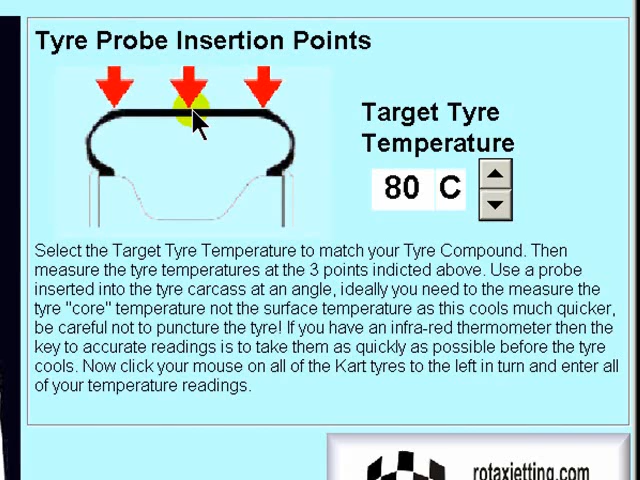 Tyre Probe Insertion Points
Target Tyre
Temperature
80 C
Select the Target Tyre Temperature to match your Tyre Compound. Then
measure the tyre temperatures at the 3 points indicted above. Use a probe
inserted into the tyre carcass at an angle, ideally you need to the measure the
tyre "core" temperature not the surface temperature as this cools much quicker,
be careful not to puncture the tyre! If you have an infra-red thermometer then the
key to accurate readings is to take them as quickly as possible before the tyre
cools. Now click your mouse on all of the Kart tyres to the left in turn and enter all
of your temperature readings.
rotaxjetting.com